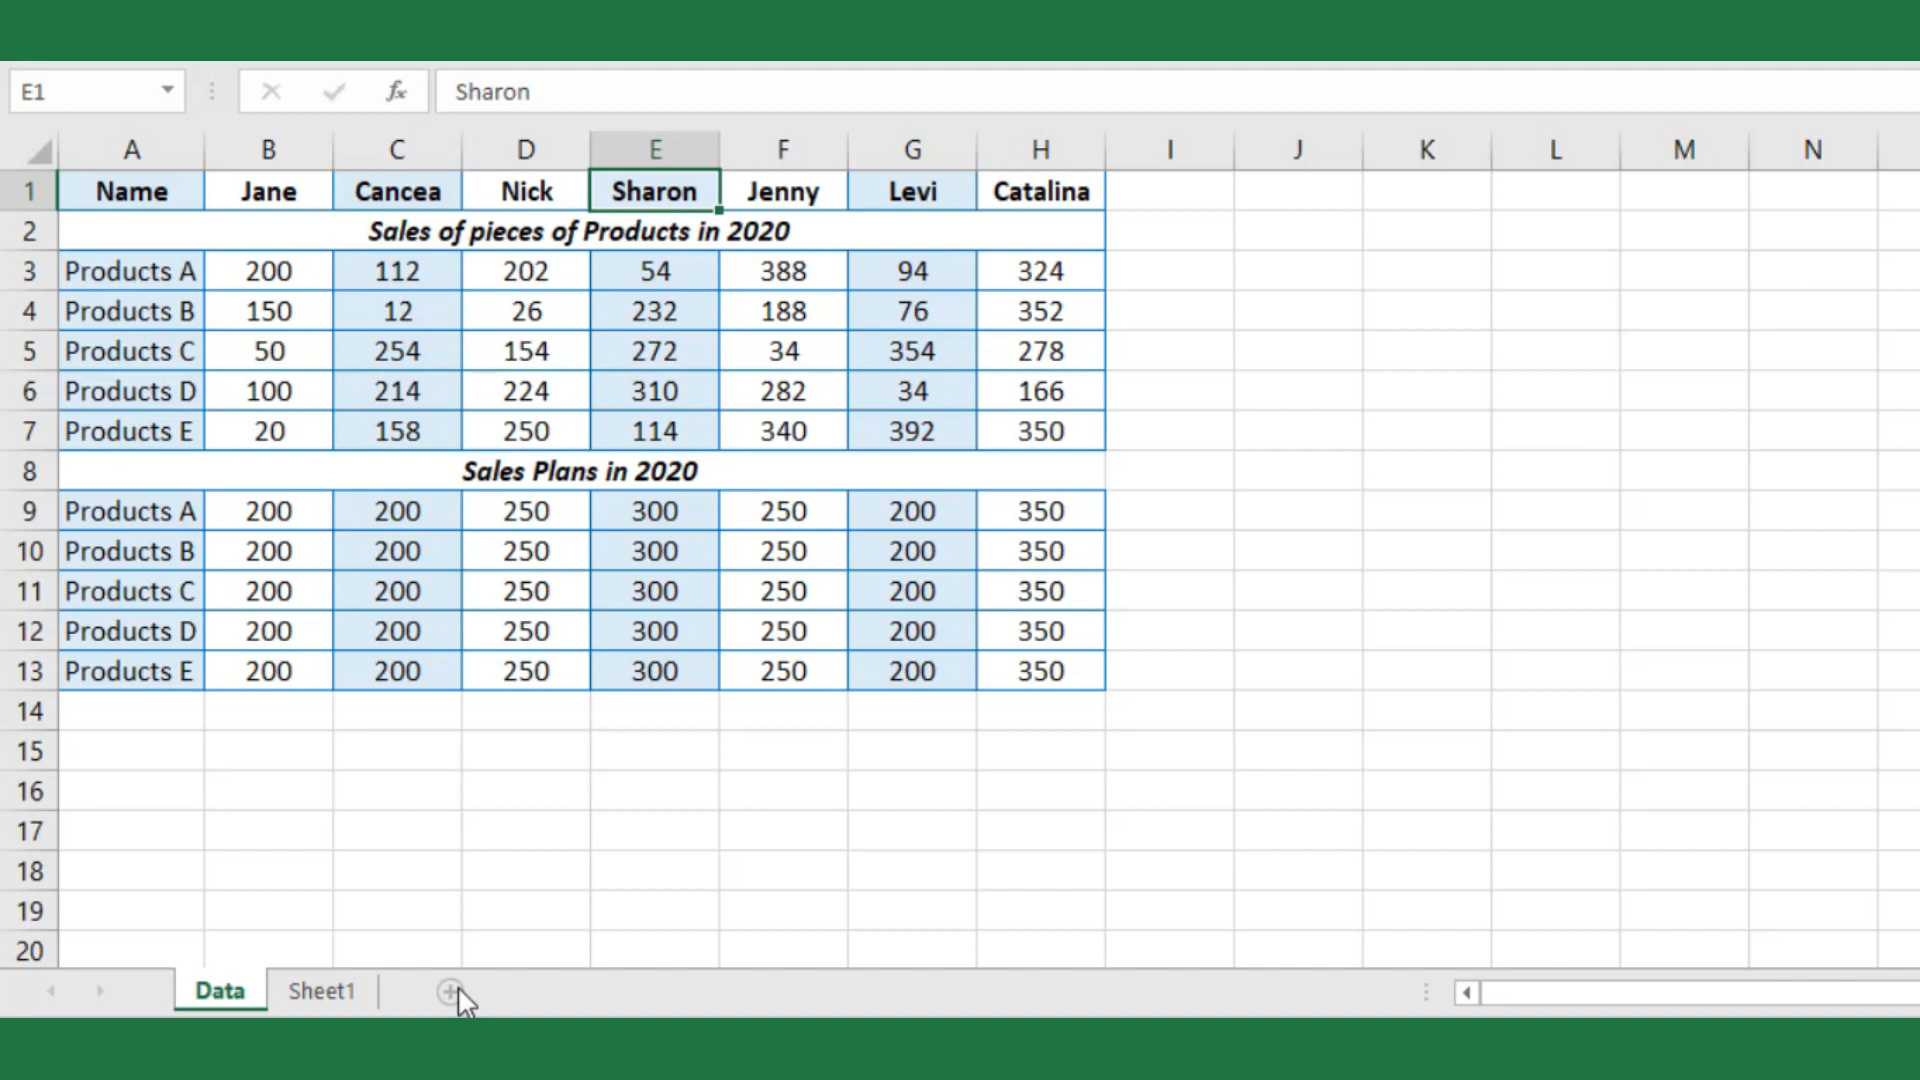 E1 fx Sharon
A B C D E F G H I J K L M N
1 Name Jane Cancea Nick Sharon Jenny Levi Catalina
2 Sales of pieces of Products in 2020
3 Products A 200 112 202 54 388 94 324
4 Products B 150 12 26 232 188 76 352
5 Products C 50 254 154 272 34 354 278
6 Products D 100 214 224 310 282 34 166
7 Products E 20 158 250 114 340 392 350
8 Sales Plans in 2020
9 Products A 200 200 250 300 250 200 350
10 Products B 200 200 250 300 250 200 350
11 Products C 200 200 250 300 250 200 350
12 Products D 200 200 250 300 250 200 350
13 Products E 200 200 250 300 250 200 350
14
15
16
17
18
19
20
Data Sheet1